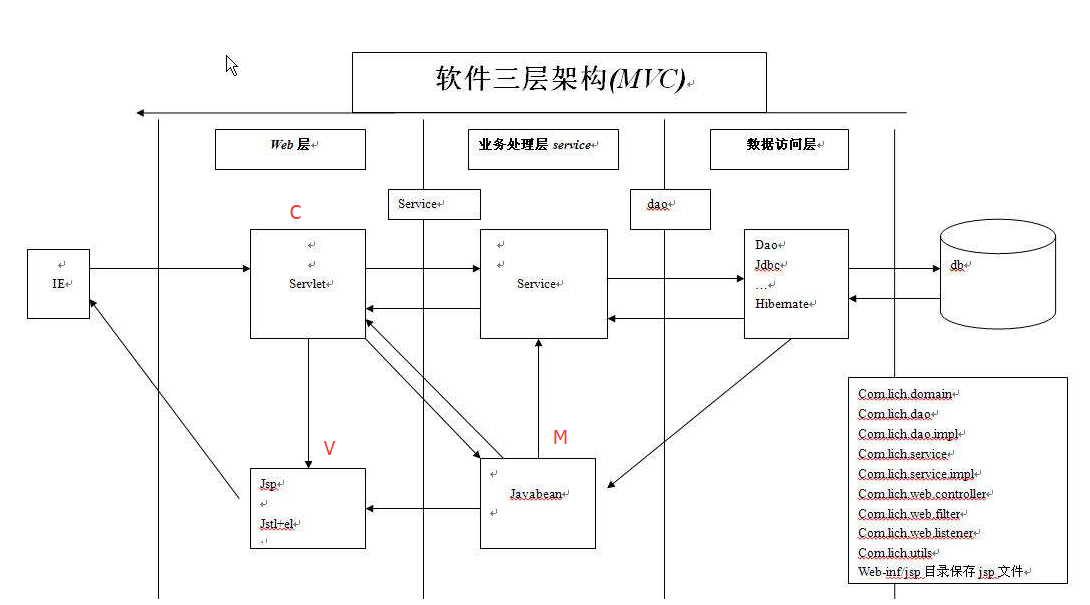 软件三层架构(MVC)
Web 层
业务处理层 service
数据访问层
Service
dao
C
IE
Servlet
Service
Dao
Jdbc
…
Hibernate
db
V
M
Jsp
Jstl+el
Javabean
Com.lich.domain
Com.lich.dao
Com.lich.dao.impl
Com.lich.service
Com.lich.service.impl
Com.lich.web.controller
Com.lich.web.filter
Com.lich.web.listener
Com.lich.utils
Web-inf/jsp 目录保存 jsp 文件